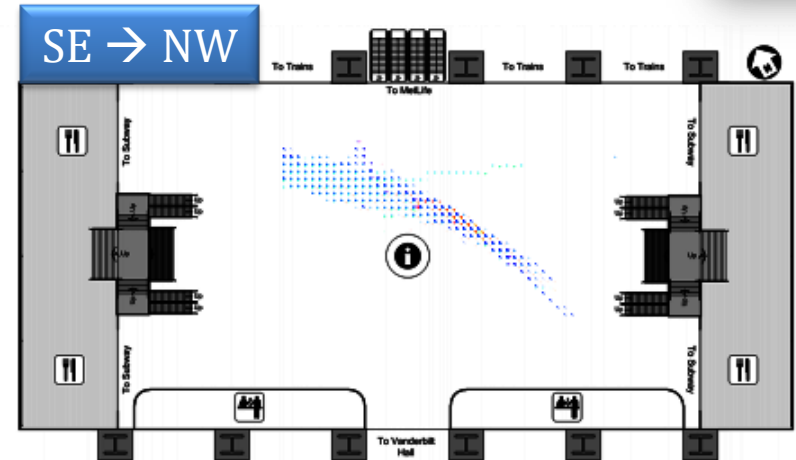 SE → NW
To Trains
To Trains
To Trains
To MetLife
To Subway
To Subway
Up
Up
To Subway
To Subway
i
To Vanderbilt
Hall